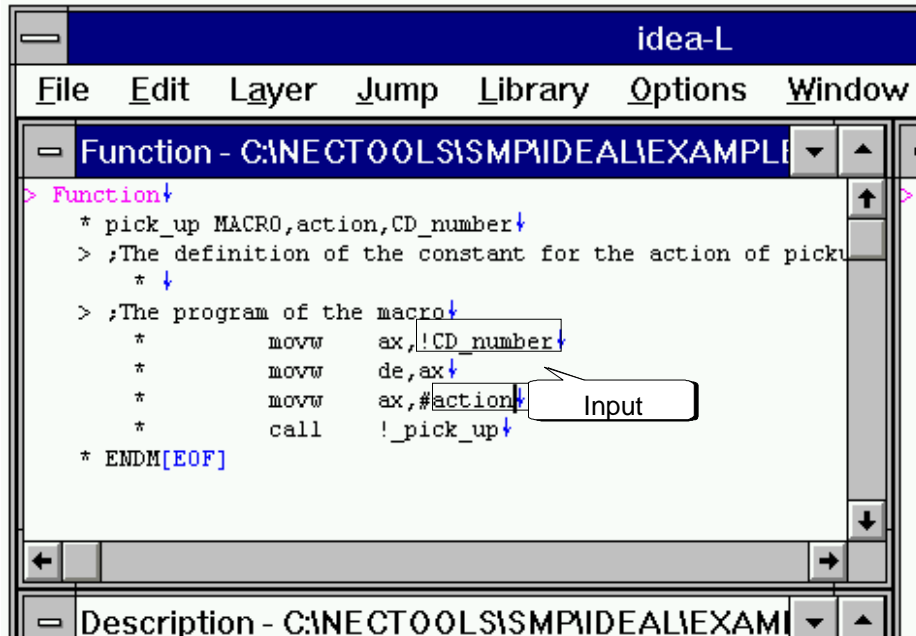 idea-L
File Edit Layer Jump Library Options Window
Function - C:\NECTOOLS\SMP\IDEAL\EXAMPLE
> Function↓
* pick_up MACRO,action,CD_number↓
> ;The definition of the constant for the action of picku
* ↓
> ;The program of the macro↓
* movw ax,!CD_number↓
* movw de,ax↓
* movw ax,#action↓
Input
* call !_pick_up↓
* ENDM[EOF]
>
Description - C:\NECTOOLS\SMP\IDEAL\EXAM